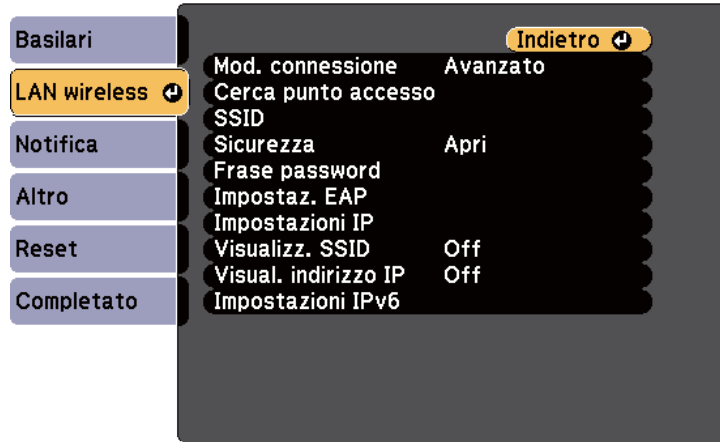 Basilari
LAN wireless
Notifica
Altro
Reset
Completato
Indietro
Mod. connessione Avanzato
Cerca punto accesso
SSID
Sicurezza Apri
Frase password
Impostaz. EAP
Impostazioni IP
Visualizz. SSID Off
Visual. indirizzo IP Off
Impostazioni IPv6